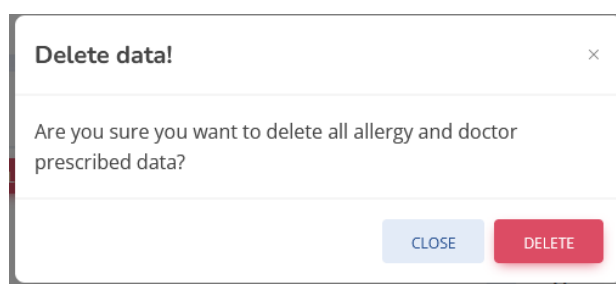 Delete data!
×
Are you sure you want to delete all allergy and doctor
prescribed data?
CLOSE DELETE